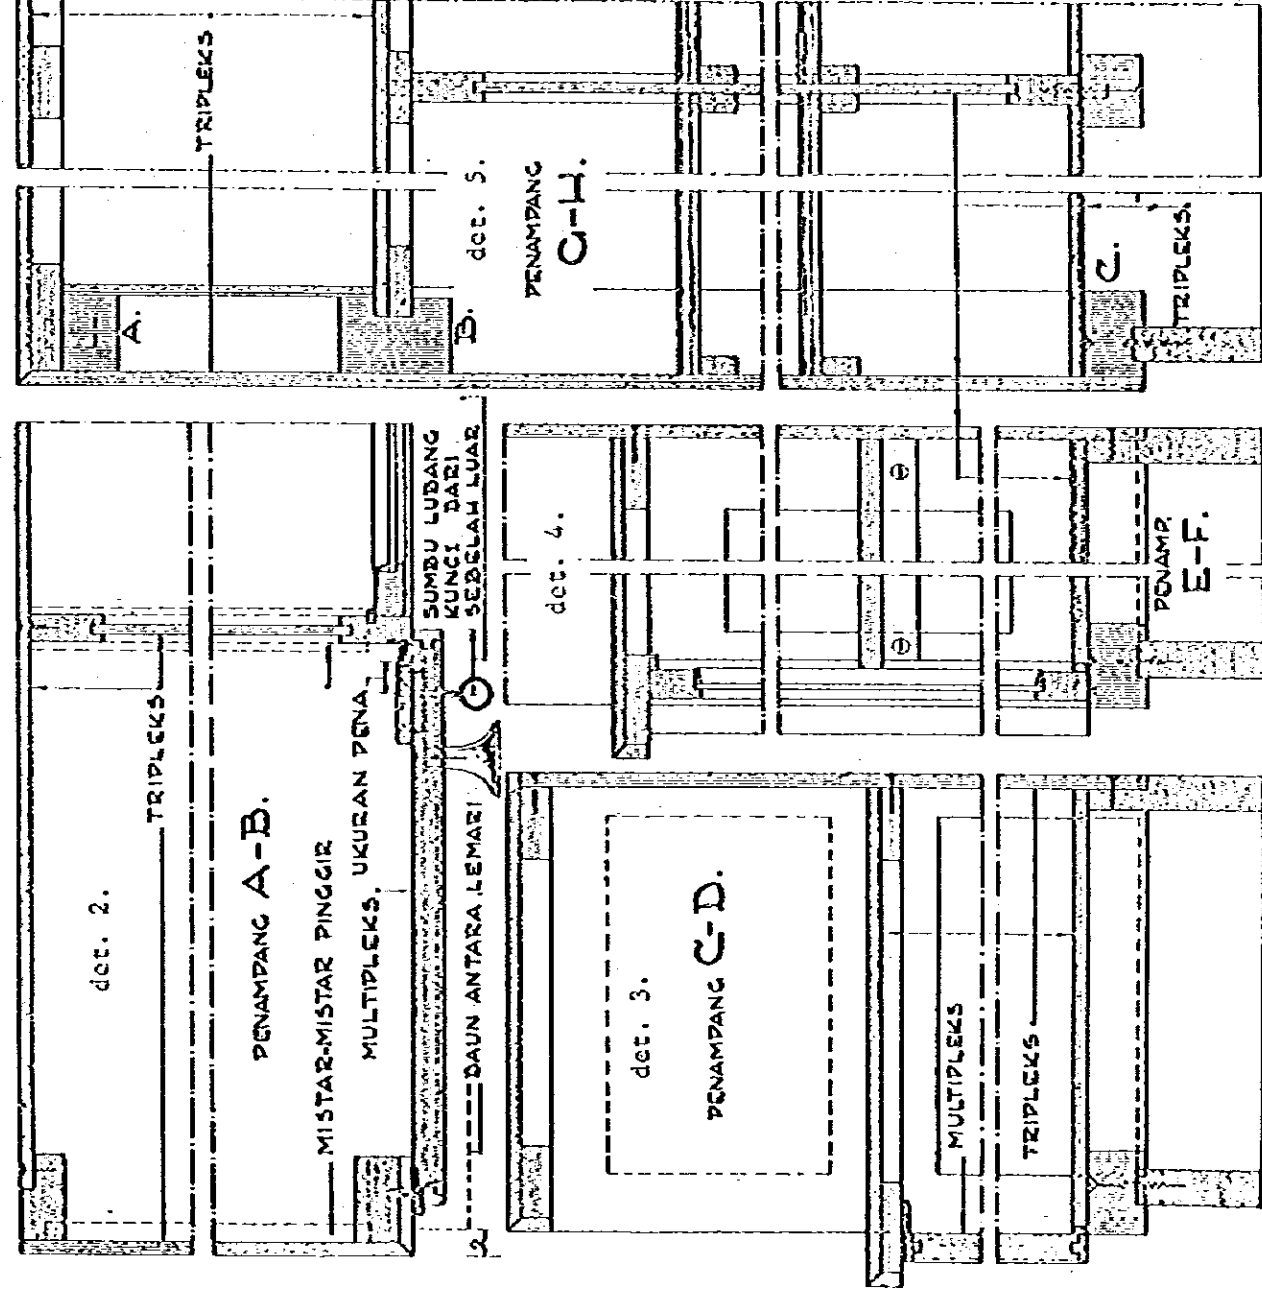 TRIPLEKS.
det. 5.
PENAMPANG
G-H.
A.
B.
C.
TRIPLEKS.
det. 2.
TRIPLEKS
PENAMPANG A-B.
MISTAR-MISTAR PINGGIR
MULTIPLEKS. UKURAN PENA.
SUMBU LUBANG
KUNCI DARI
SEBELAH LUAR
DAUN ANTARA LEMARI
det. 4.
PENAMP.
E-F.
det. 3.
PENAMPANG C-D.
MULTIPLEKS
TRIPLEKS.